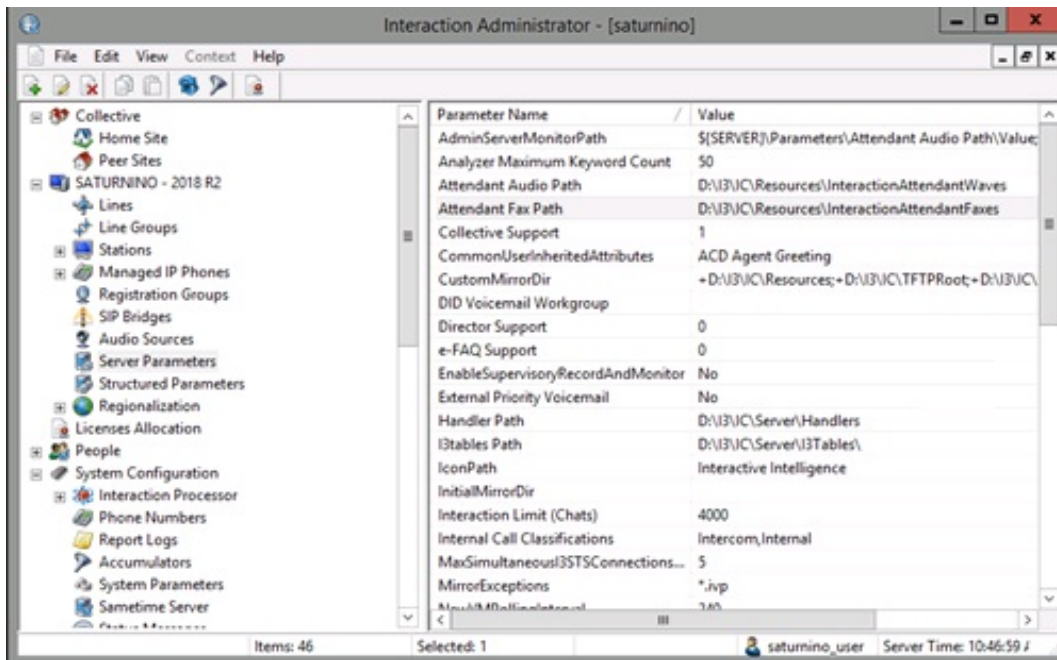 Interaction Administrator - [saturnino]
File Edit View Context Help
Collective
Home Site
Peer Sites
SATURNINO - 2018 R2
Lines
Line Groups
Stations
Managed IP Phones
Registration Groups
SIP Bridges
Audio Sources
Server Parameters
Structured Parameters
Regionalization
Licenses Allocation
People
System Configuration
Interaction Processor
Phone Numbers
Report Logs
Accumulators
System Parameters
Sametime Server
Parameter Name / Value
AdminServerMonitorPath $[SERVER]\Parameters\Attendant Audio Path\Value;
Analyzer Maximum Keyword Count 50
Attendant Audio Path D:\I3\IC\Resources\InteractionAttendantWaves
Attendant Fax Path D:\I3\IC\Resources\InteractionAttendantFaxes
Collective Support 1
CommonUserInheritedAttributes ACD Agent Greeting
CustomMirrorDir +D:\I3\IC\Resources;+D:\I3\IC\TFTPRoot;+D:\I3\IC\
DID Voicemail Workgroup
Director Support 0
e-FAQ Support 0
EnableSupervisoryRecordAndMonitor No
External Priority Voicemail No
Handler Path D:\I3\IC\Server\Handlers
I3tables Path D:\I3\IC\Server\I3Tables\
IconPath Interactive Intelligence
InitialMirrorDir
Interaction Limit (Chats) 4000
Internal Call Classifications Intercom,Internal
MaxSimultaneousI3STSConnections... 5
MirrorExceptions *.ivp
Items: 46 Selected: 1 saturnino_user Server Time: 10:46:59